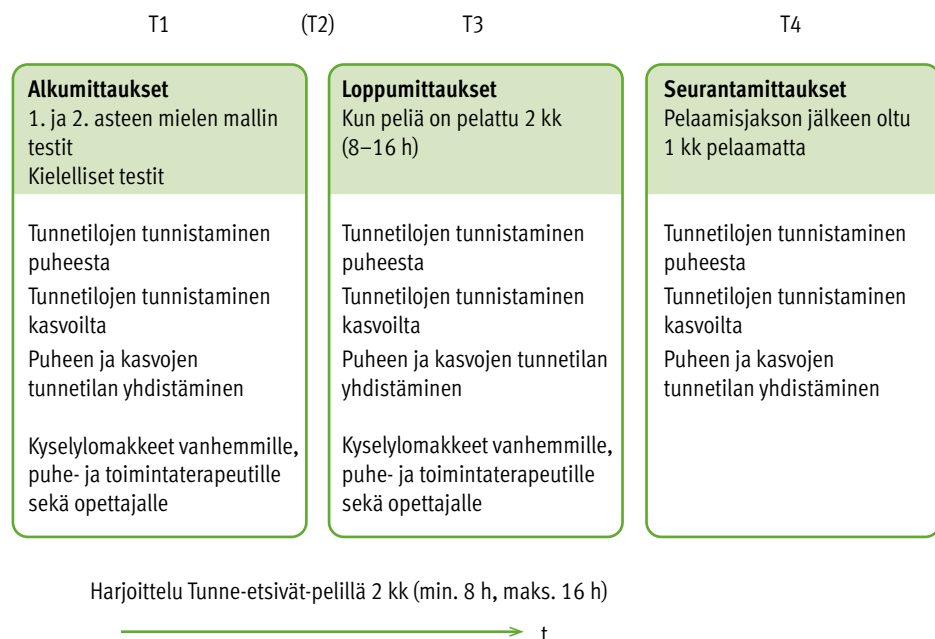 T1 (T2) T3 T4
Alkumittaukset
1. ja 2. asteen mielen mallin
testit
Kielelliset testit
Tunnetilojen tunnistaminen
puheesta
Tunnetilojen tunnistaminen
kasvoilta
Puheen ja kasvojen
tunnetilan yhdistäminen
Kyselylomakkeet vanhemmille,
puhe- ja toimintaterapeutille
sekä opettajalle
Loppumittaukset
Kun peliä on pelattu 2 kk
(8–16 h)
Tunnetilojen tunnistaminen
puheesta
Tunnetilojen tunnistaminen
kasvoilta
Puheen ja kasvojen tunnetilan
yhdistäminen
Kyselylomakkeet vanhemmille,
puhe- ja toimintaterapeutille
sekä opettajalle
Seurantamittaukset
Pelaamisjakson jälkeen oltu
1 kk pelaamatta
Tunnetilojen tunnistaminen
puheesta
Tunnetilojen tunnistaminen
kasvoilta
Puheen ja kasvojen
tunnetilan yhdistäminen
Harjoittelu Tunne-etsivät-pelillä 2 kk (min. 8 h, maks. 16 h)
t